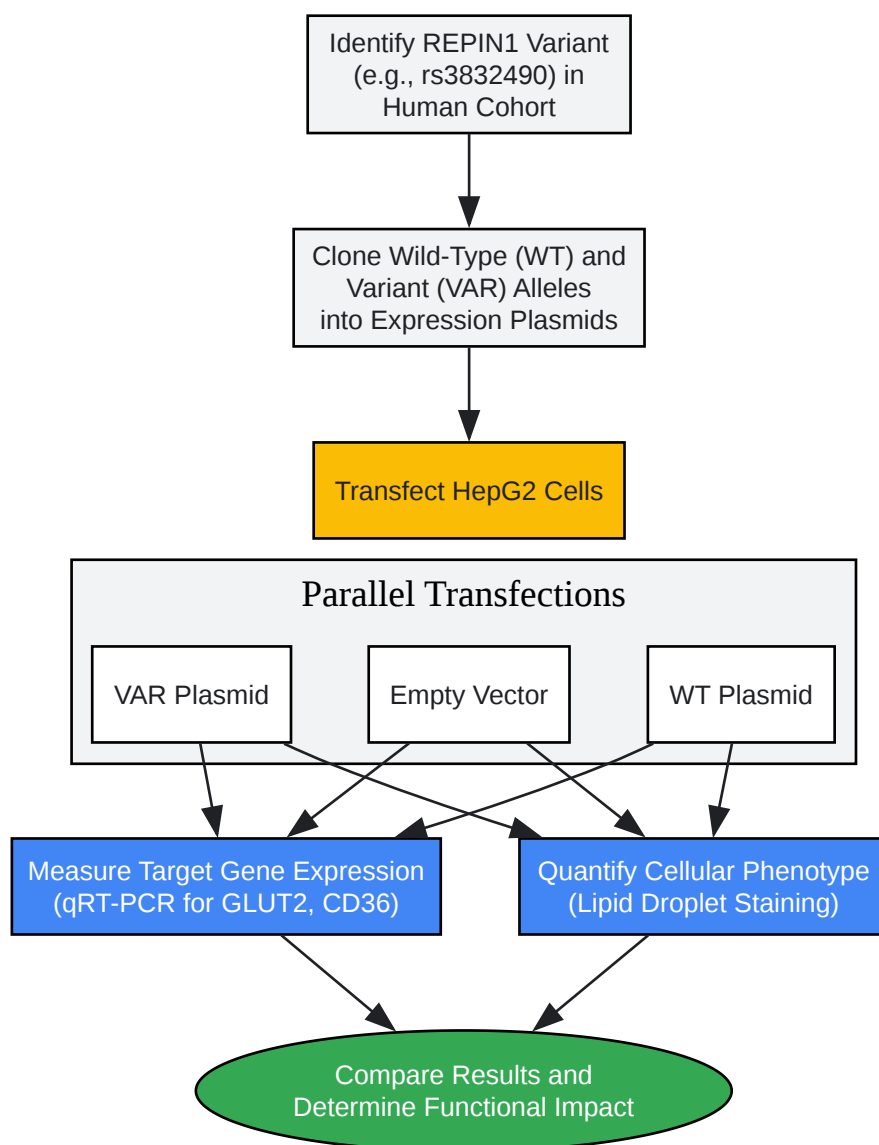 Identify REPIN1 Variant
(e.g., rs3832490) in
Human Cohort
Clone Wild-Type (WT) and
Variant (VAR) Alleles
into Expression Plasmids
Transfect HepG2 Cells
Parallel Transfections
VAR Plasmid
Empty Vector
WT Plasmid
Measure Target Gene Expression
(qRT-PCR for GLUT2, CD36)
Quantify Cellular Phenotype
(Lipid Droplet Staining)
Compare Results and
Determine Functional Impact